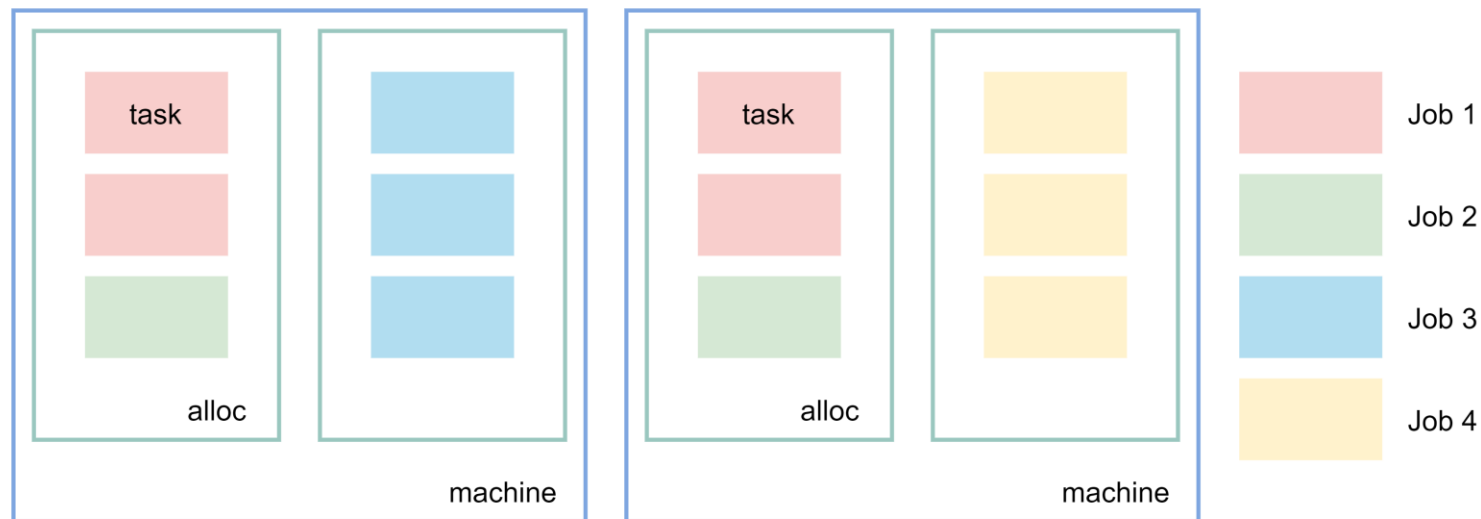 task
task
alloc
alloc
machine
machine
Job 1
Job 2
Job 3
Job 4